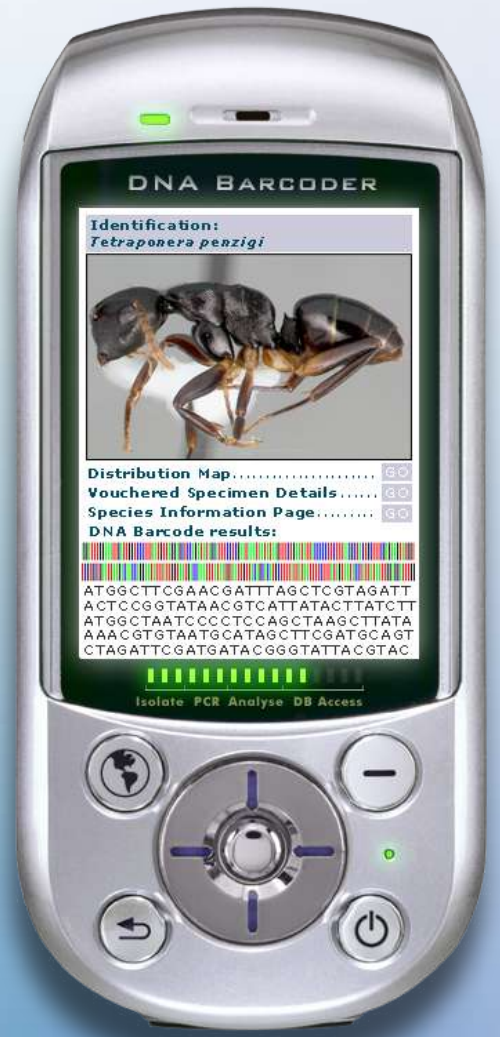 DNA BARCODER
Identification:
Tetraponera penzigi
Distribution Map...................... GO
Vouchered Specimen Details...... GO
Species Information Page......... GO
DNA Barcode results:
ATGGCTTCGAACGATTTAGCTCGTAGATT
ACTCCGGTATAACGTCATTATACTTATCTT
ATGGCTAATCCCCTCCAGCTAAGCTTATA
AAACGTGTAATGCATAGCTTCGATGCAGT
CTAGATTCGATGATACGGGTATTACGTAC
Isolate PCR Analyse DB Access